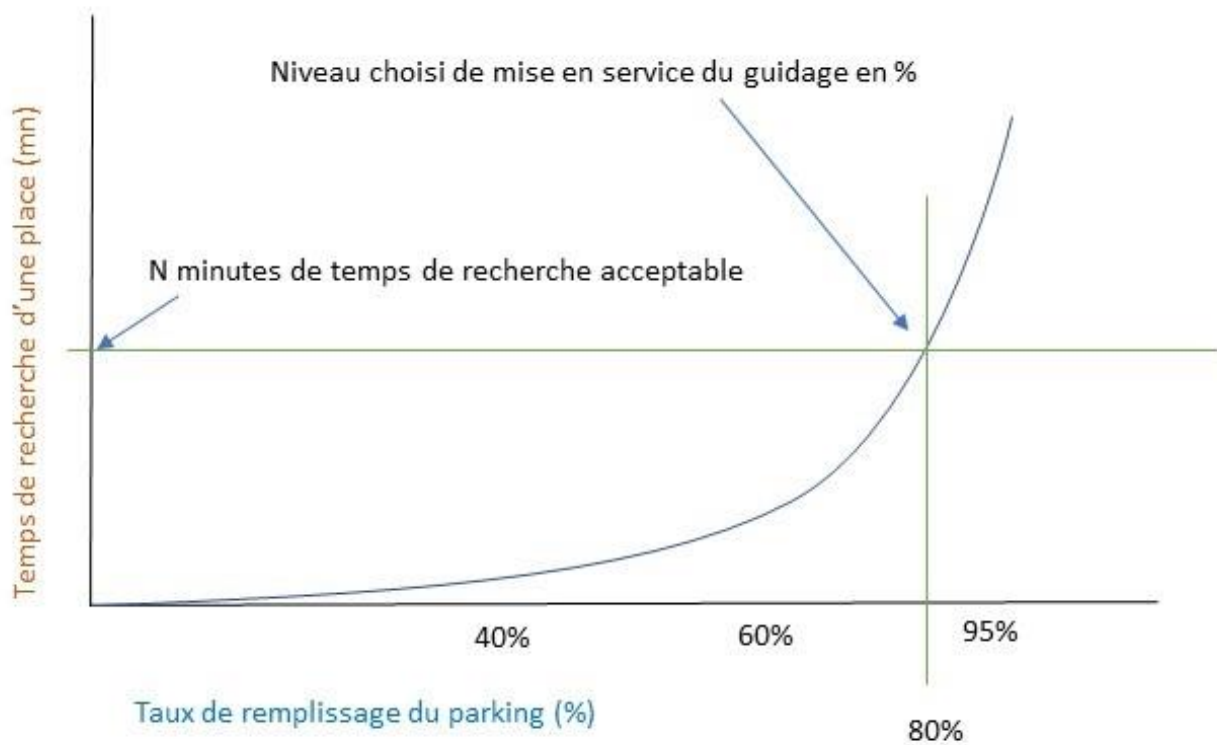 Niveau choisi de mise en service du guidage en %
Temps de recherche d'une place (mn)
N minutes de temps de recherche acceptable
40%
60%
95%
Taux de remplissage du parking (%)
80%